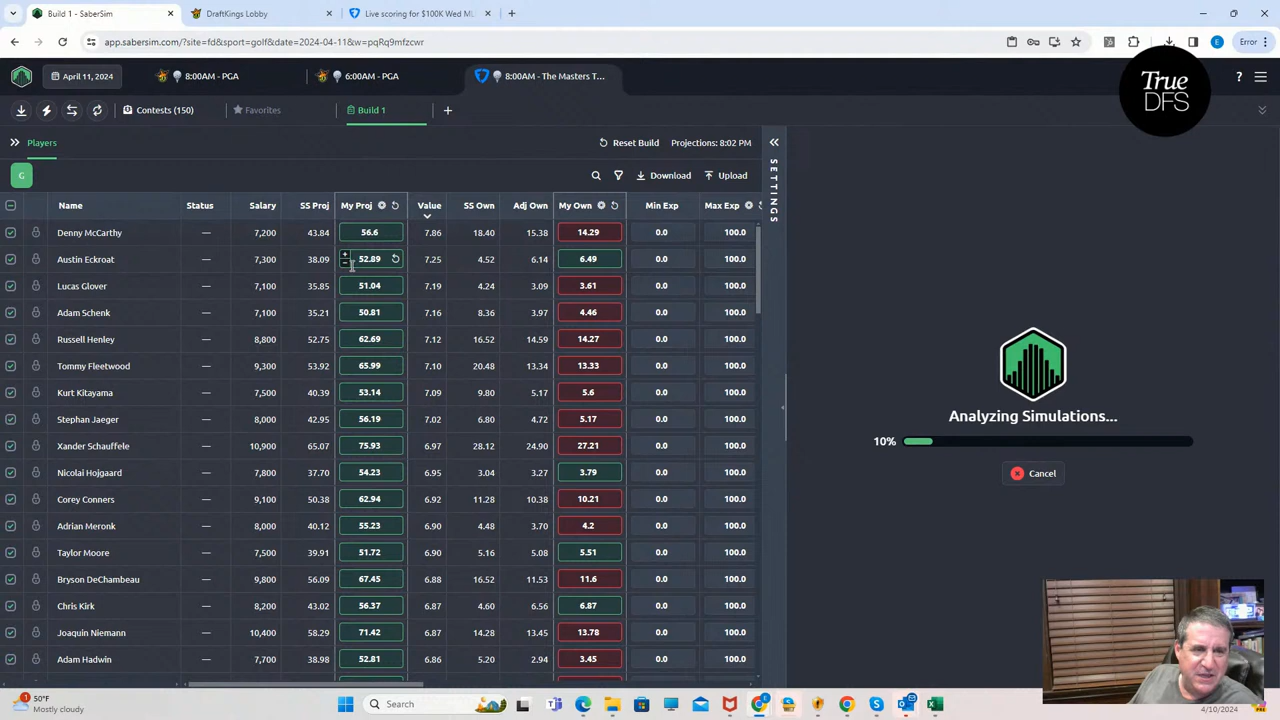 Build 1 - SaberSim
DraftKings Lobby
Live scoring for $100K Wed ML
app.sabersim.com/?site=fd&sport=golf&date=2024-04-11&w=pqRq9mfzcwr
Error
April 11, 2024
8:00AM - PGA
6:00AM - PGA
8:00AM - The Masters T...
True
DFS
Contests (150)
Favorites
Build 1
Players
Reset Build
Projections: 8:02 PM
SETTINGS
G
Download
Upload
Name Status Salary SS Proj My Proj Value SS Own Adj Own My Own Min Exp Max Exp
Denny McCarthy — 7,200 43.84 56.6 7.86 18.40 15.38 14.29 0.0 100.0
Austin Eckroat — 7,300 38.09 52.89 7.25 4.52 6.14 6.49 0.0 100.0
Lucas Glover — 7,100 35.85 51.04 7.19 4.24 3.09 3.61 0.0 100.0
Adam Schenk — 7,100 35.21 50.81 7.16 8.36 3.97 4.46 0.0 100.0
Russell Henley — 8,800 52.75 62.69 7.12 16.52 14.59 14.27 0.0 100.0
Tommy Fleetwood — 9,300 53.92 65.99 7.10 20.48 13.34 13.33 0.0 100.0
Kurt Kitayama — 7,500 40.39 53.14 7.09 9.80 5.17 5.6 0.0 100.0
Stephan Jaeger — 8,000 42.95 56.19 7.02 6.80 4.72 5.17 0.0 100.0
Xander Schauffele — 10,900 65.07 75.93 6.97 28.12 24.90 27.21 0.0 100.0
Nicolai Hojgaard — 7,800 37.70 54.23 6.95 3.04 3.27 3.79 0.0 100.0
Corey Conners — 9,100 50.38 62.94 6.92 11.28 10.38 10.21 0.0 100.0
Adrian Meronk — 8,000 40.12 55.23 6.90 4.48 3.70 4.2 0.0 100.0
Taylor Moore — 7,500 39.91 51.72 6.90 5.16 5.08 5.51 0.0 100.0
Bryson DeChambeau — 9,800 56.09 67.45 6.88 16.52 11.53 11.6 0.0 100.0
Chris Kirk — 8,200 43.02 56.37 6.87 4.60 6.56 6.87 0.0 100.0
Joaquin Niemann — 10,400 58.29 71.42 6.87 14.28 13.45 13.78 0.0 100.0
Adam Hadwin — 7,700 38.98 52.81 6.86 5.20 2.94 3.45 0.0 100.0
Analyzing Simulations...
10%
Cancel
1
50°F
Mostly cloudy
Search
4/10/2024